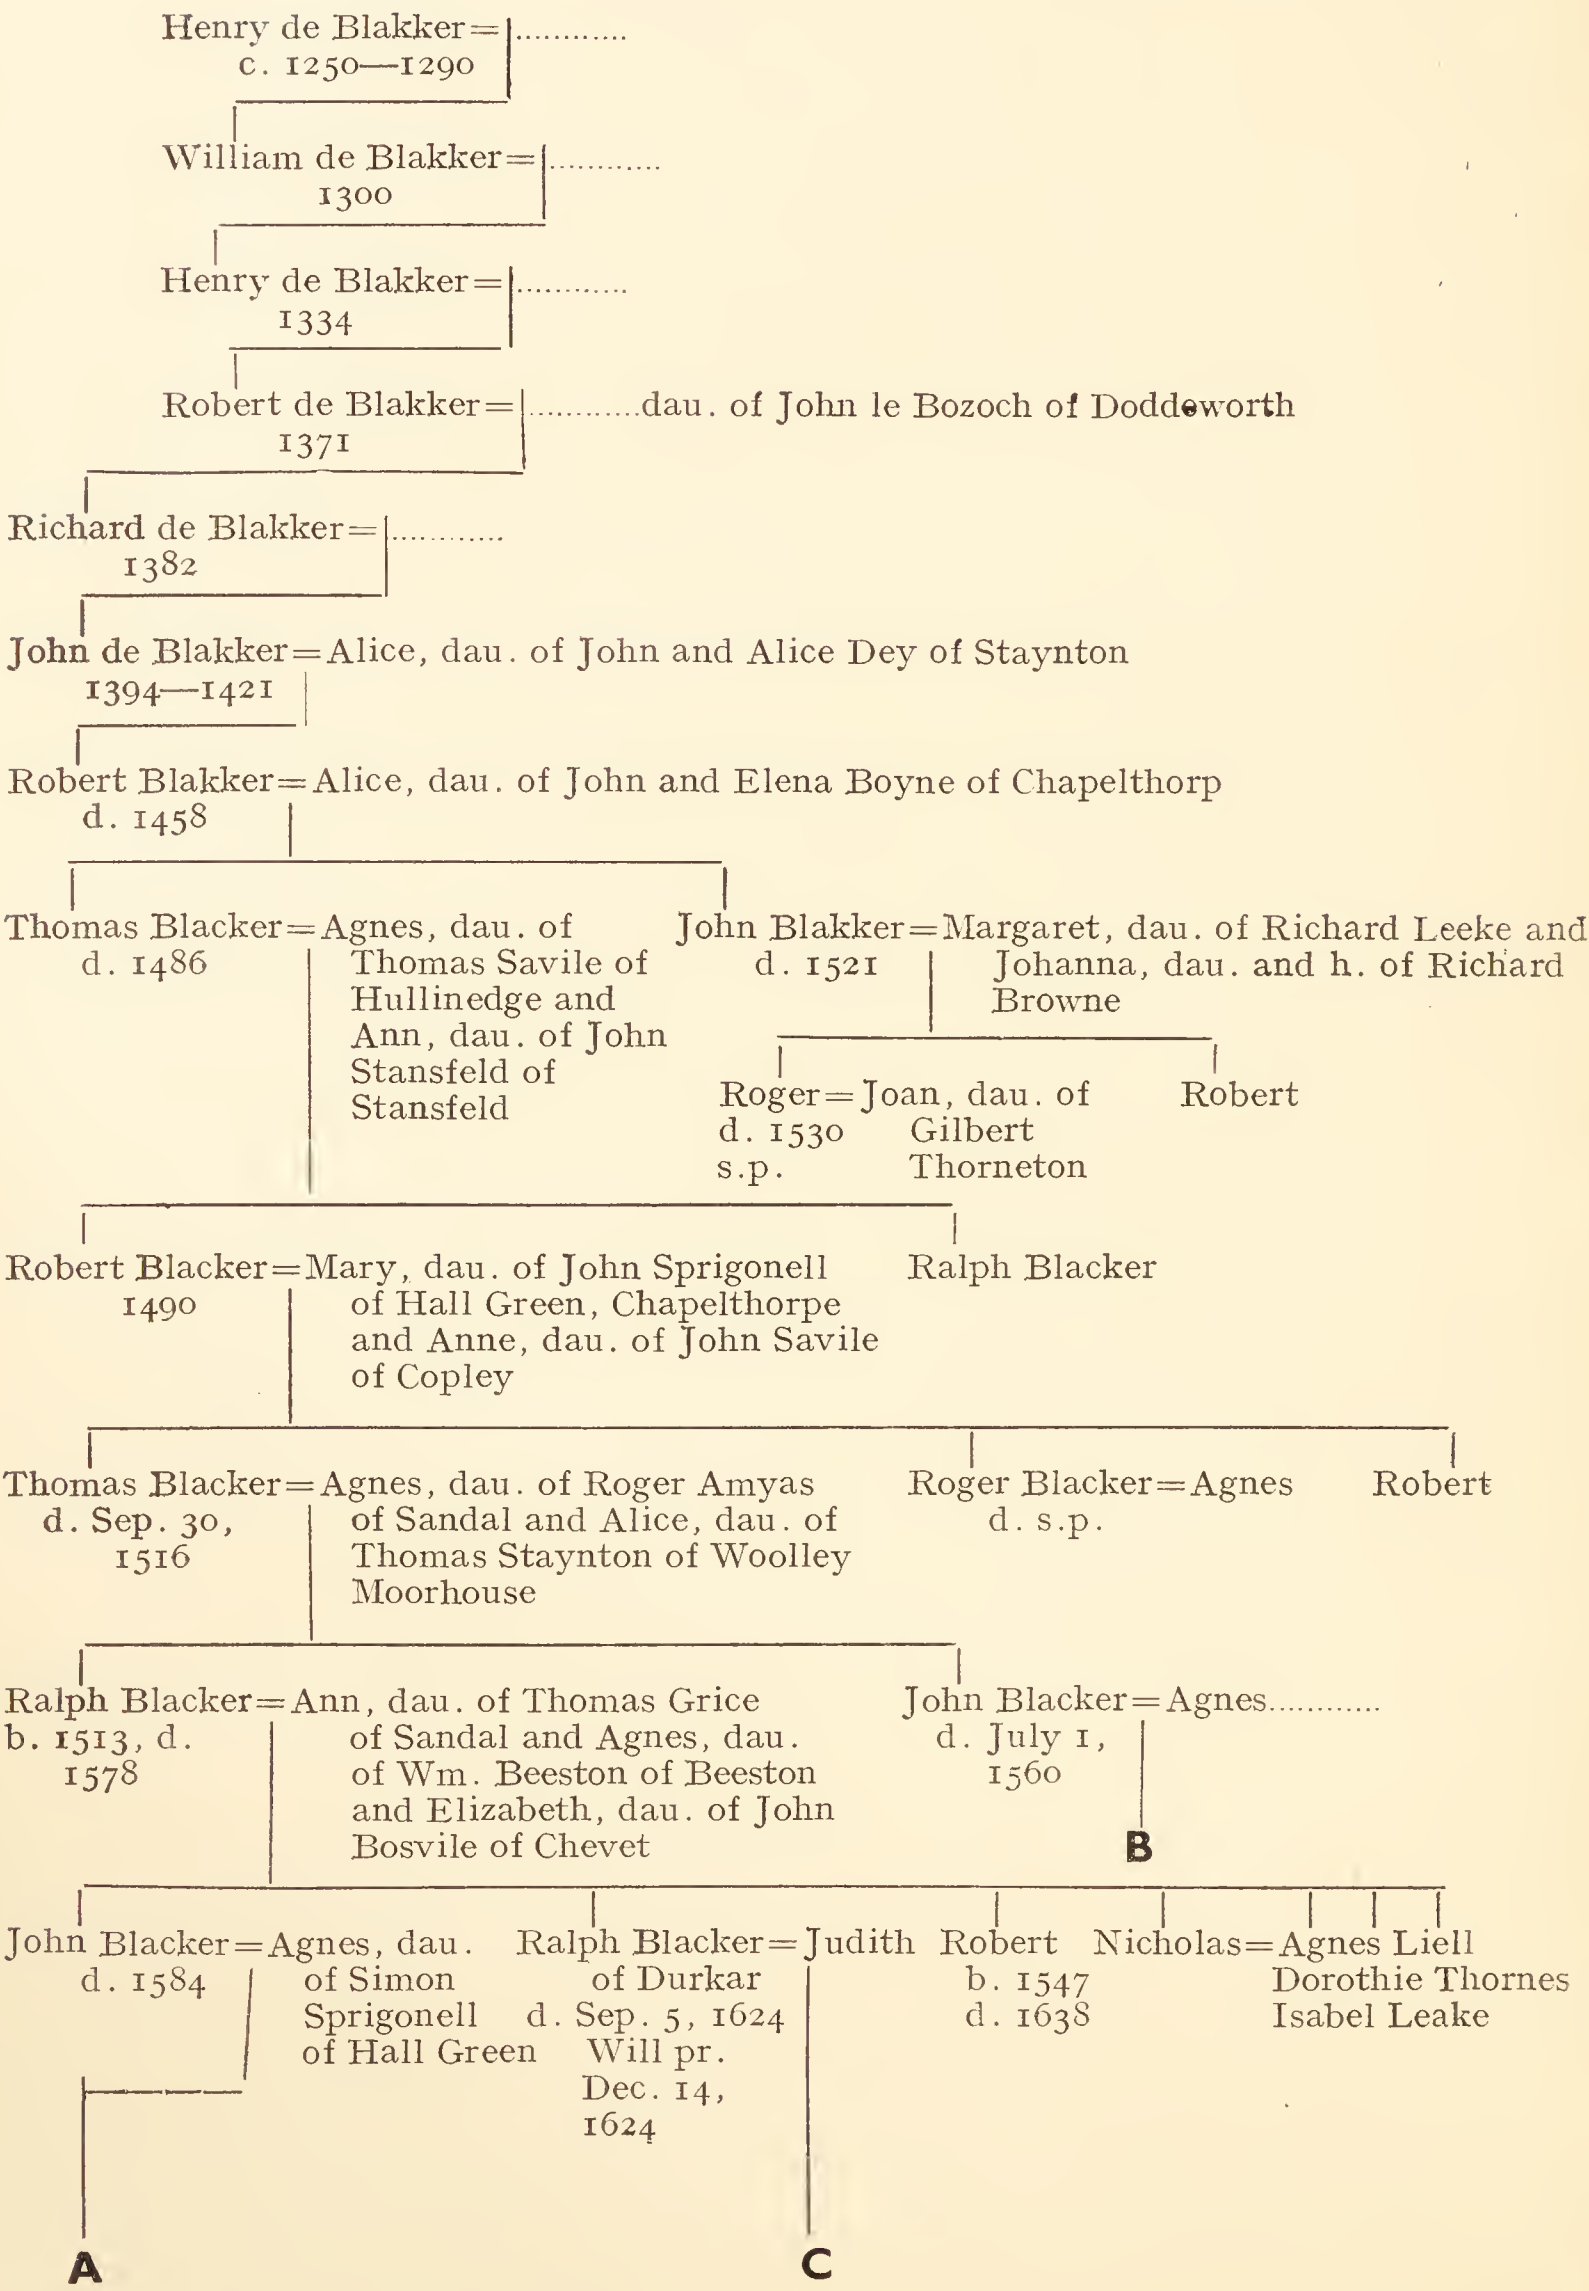 Henry de Blakker=............
c. 1250—1290
William de Blakker=............
1300
Henry de Blakker=............
1334
Robert de Blakker=............dau. of John le Bozoch of Doddeworth
1371
Richard de Blakker=............
1382
John de Blakker=Alice, dau. of John and Alice Dey of Staynton
1394—1421
Robert Blakker=Alice, dau. of John and Elena Boyne of Chapelthorp
d. 1458
Thomas Blacker=Agnes, dau. of
d. 1486
Thomas Savile of
Hullinedge and
Ann, dau. of John
Stansfeld of
Stansfeld
John Blakker=Margaret, dau. of Richard Leeke and
d. 1521
Johanna, dau. and h. of Richard
Browne
Roger=Joan, dau. of
d. 1530
Gilbert
s.p.
Thorneton
Robert
Robert Blacker=Mary, dau. of John Sprigonell
1490
of Hall Green, Chapelthorpe
and Anne, dau. of John Savile
of Copley
Ralph Blacker
Thomas Blacker=Agnes, dau. of Roger Amyas
d. Sep. 30,
1516
of Sandal and Alice, dau. of
Thomas Staynton of Woolley
Moorhouse
Roger Blacker=Agnes
d. s.p.
Robert
Ralph Blacker=Ann, dau. of Thomas Grice
b. 1513, d.
1578
of Sandal and Agnes, dau.
of Wm. Beeston of Beeston
and Elizabeth, dau. of John
Bosvile of Chevet
John Blacker=Agnes............
d. July 1,
1560
B
John Blacker=Agnes, dau.
d. 1584
of Simon
Sprigonell
of Hall Green
Ralph Blacker=Judith
of Durkar
d. Sep. 5, 1624
Will pr.
Dec. 14,
1624
Robert
b. 1547
d. 1638
Nicholas=Agnes Liell
Dorothie Thornes
Isabel Leake
A
C